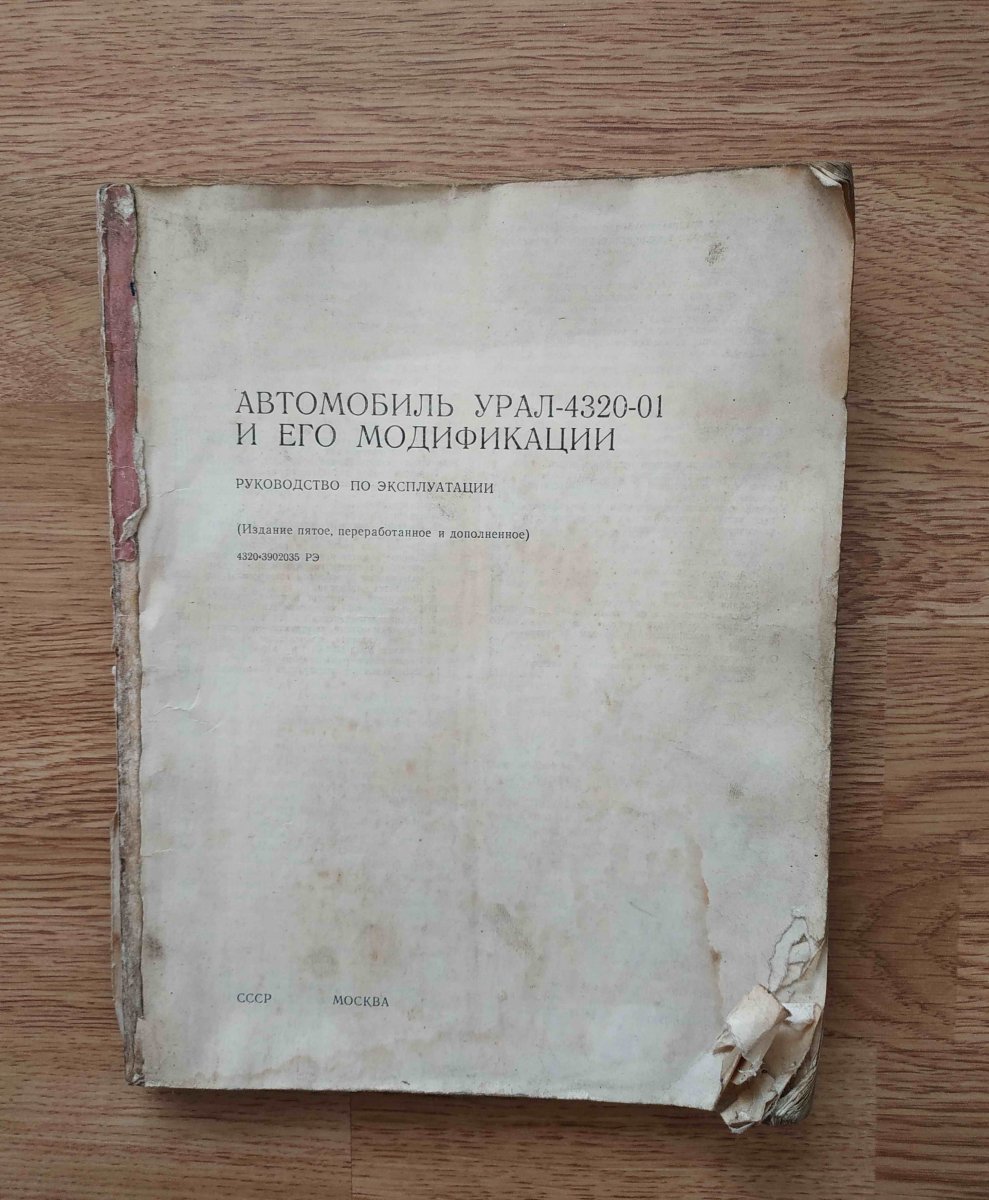 АВТОМОБИЛЬ УРАЛ-4320-01
И ЕГО МОДИФИКАЦИИ
РУКОВОДСТВО ПО ЭКСПЛУАТАЦИИ
(Издание пятое, переработанное и дополненное)
4320-3902035 РЭ
СССР МОСКВА